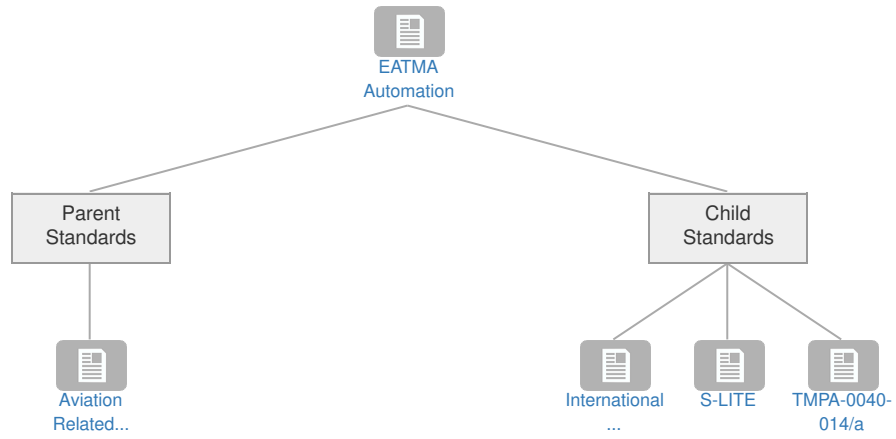 EATMA
Automation
Parent
Standards
Child
Standards
Aviation
Related...
International
...
S-LITE
TMPA-0040-
014/a